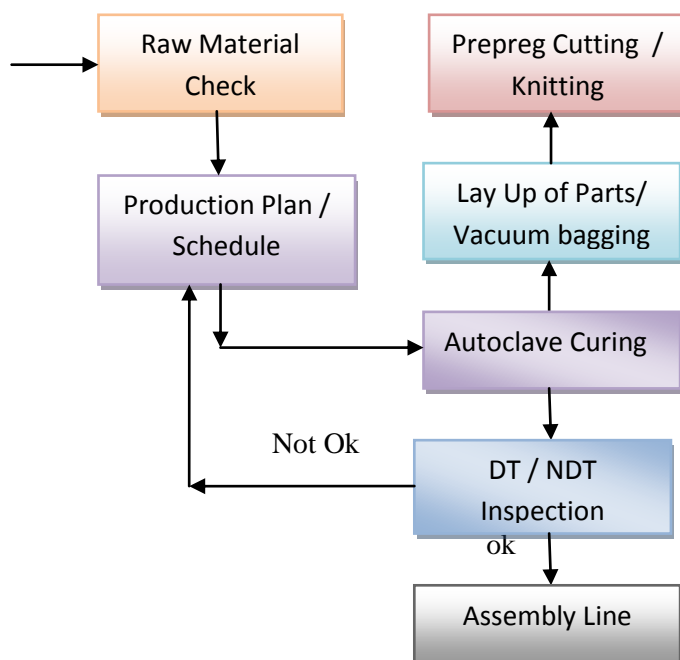 Raw Material
Check
Prepreg Cutting /
Knitting
Production Plan /
Schedule
Lay Up of Parts/
Vacuum bagging
Autoclave Curing
Not Ok
DT / NDT
Inspection
ok
Assembly Line